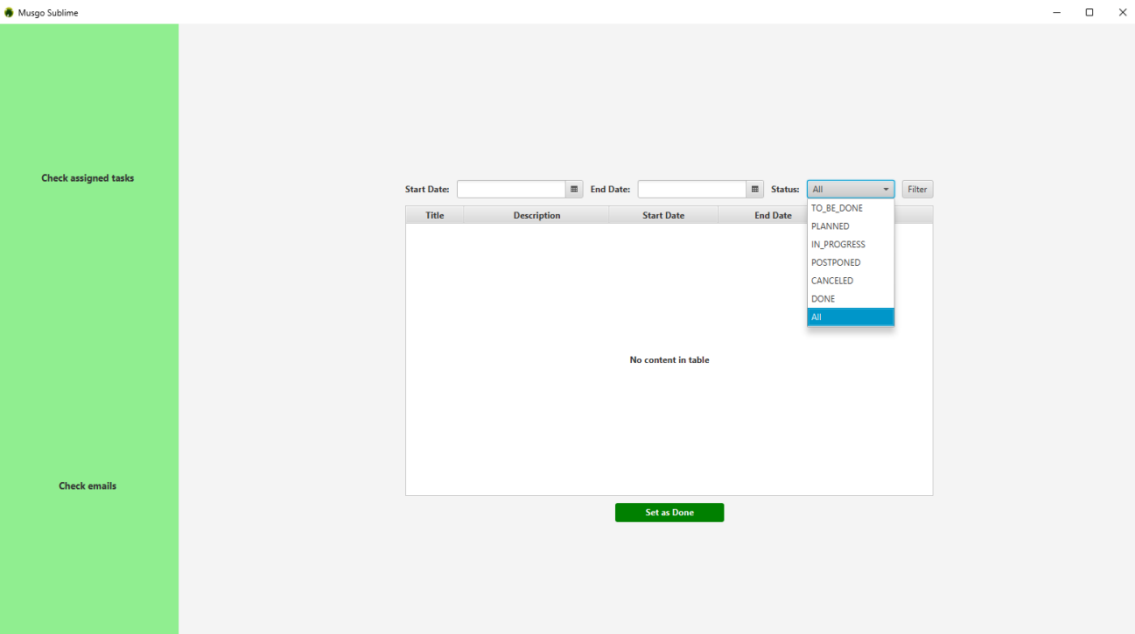 Musgo Sublime
Check assigned tasks
Check emails
Start Date: End Date: Status: All Filter
Title Description Start Date End Date
TO_BE_DONE
PLANNED
IN_PROGRESS
POSTPONED
CANCELED
DONE
All
No content in table
Set as Done